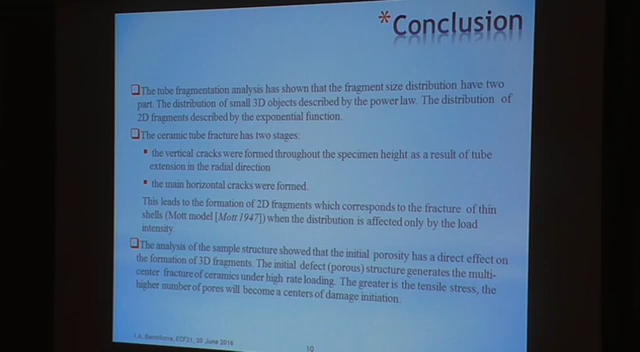 *Conclusion
The tube fragmentation analysis has shown that the fragment size distribution have two
part. The distribution of small 3D objects described by the power law. The distribution of
2D fragments described by the exponential function.
The ceramic tube fracture has two stages:
the vertical cracks were formed throughout the specimen height as a result of tube
extension in the radial direction
the main horizontal cracks were formed.
This leads to the formation of 2D fragments which corresponds to the fracture of thin
shells (Mott model [Mott 1947]) when the distribution is affected only by the load
intensity.
The analysis of the sample structure showed that the initial porosity has a direct effect on
the formation of 3D fragments. The initial defect (porous) structure generates the multi-
center fracture of ceramics under high rate loading. The greater is the tensile stress, the
higher number of pores will become a centers of damage initiation.
ECF21, 20 June 2016
10